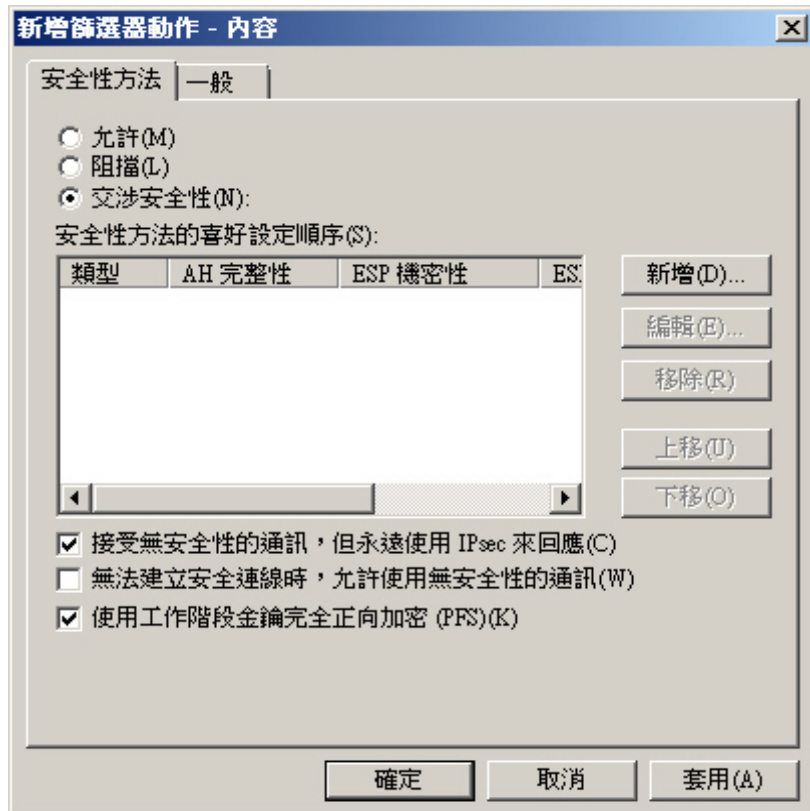 新增篩選器動作 - 內容
安全性方法 一般
允許(M)
阻擋(L)
交涉安全性(N):
安全性方法的喜好設定順序(S):
類型 AH 完整性 ESP 機密性 ES
新增(D)...
編輯(E)...
移除(R)
上移(U)
下移(O)
接受無安全性的通訊，但永遠使用 IPsec 來回應(C)
無法建立安全連線時，允許使用無安全性的通訊(W)
使用工作階段金鑰完全正向加密 (PFS)(K)
確定 取消 套用(A)